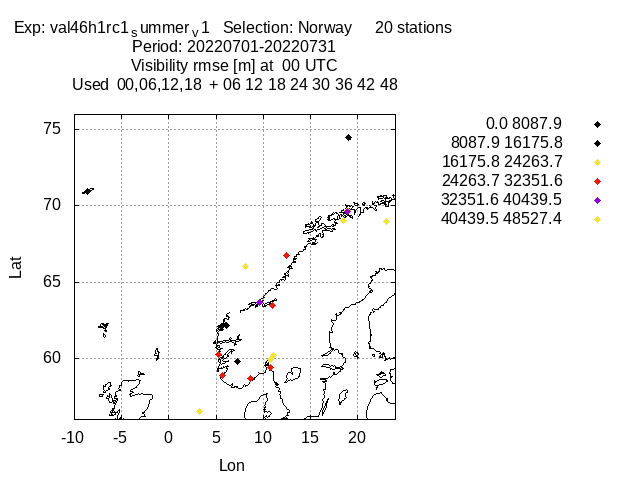 Exp: val46h1rc1summerv1   Selection: Norway     20 stations
Period: 20220701-20220731
Visibility rmse [m] at  00 UTC
Used  00,06,12,18  + 06 12 18 24 30 36 42 48
0.0 8087.9
8087.9 16175.8
16175.8 24263.7
24263.7 32351.6
32351.6 40439.5
40439.5 48527.4
75
70
65
60
Lat
-10 -5 0 5 10 15 20
Lon